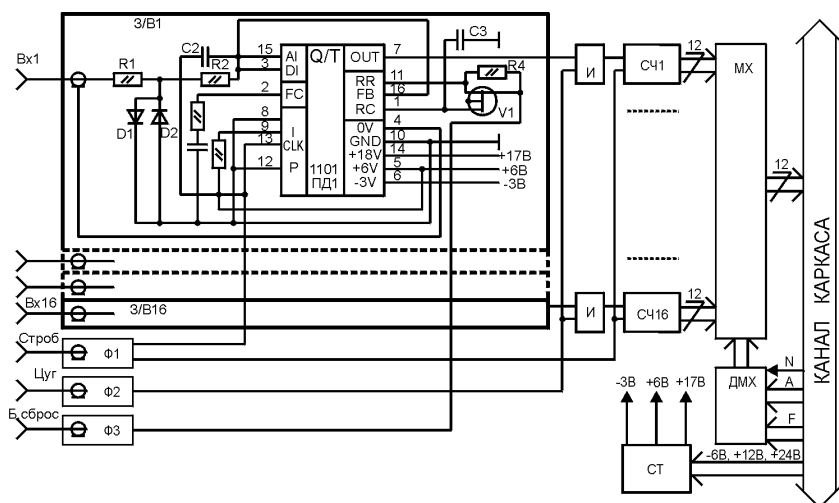 З/В1
Вх1
R1
D1
D2
R2
C2
15
3
2
8
9
13
12
AI
DI
FC
I
CLK
P
Q/T
1101
ПД1
OUT
RR
FB
RC
0V
GND
+18V
+6V
-3V
7
11
16
1
4
10
14
5
6
C3
R4
V1
+17В
+6В
-3В
И
СЧ1
12
МХ
12
КАНАЛ КАРКАСА
Вх16
З/В16
И
СЧ16
12
Строб
Ф1
Цуг
Ф2
Б.сброс
Ф3
-3В +6В +17В
СТ
ДМХ
N
A
F
-6В, +12В, +24В